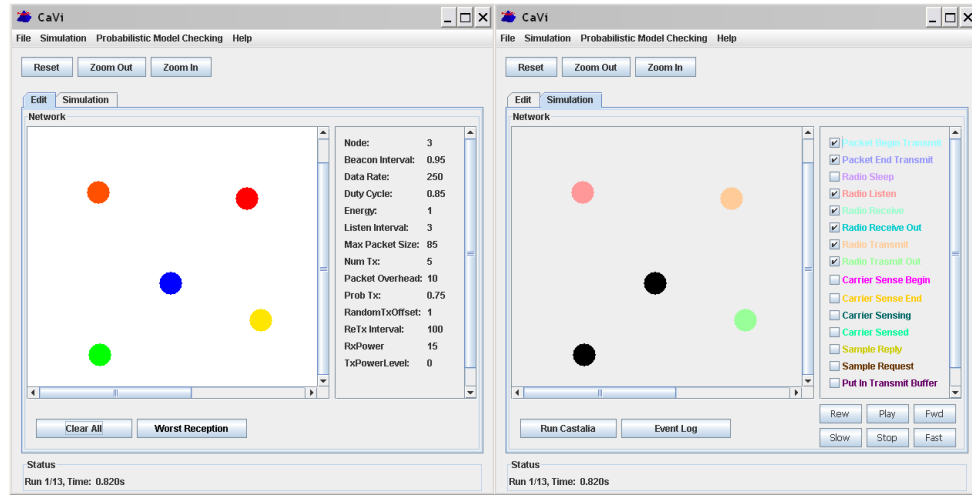 CaVi
File Simulation Probabilistic Model Checking Help
Reset Zoom Out Zoom In
Edit Simulation
Network
Node: 3
Beacon Interval: 0.95
Data Rate: 250
Duty Cycle: 0.85
Energy: 1
Listen Interval: 3
Max Packet Size: 85
Num Tx: 5
Packet Overhead: 10
Prob Tx: 0.75
RandomTxOffset: 1
ReTx Interval: 100
RxPower 15
TxPowerLevel: 0
Clear All Worst Reception
Status
Run 1/13, Time: 0.820s
CaVi
File Simulation Probabilistic Model Checking Help
Reset Zoom Out Zoom In
Edit Simulation
Network
Packet Begin Transmit
Packet End Transmit
Radio Sleep
Radio Listen
Radio Receive
Radio Receive Out
Radio Transmit
Radio Trasmit Out
Carrier Sense Begin
Carrier Sense End
Carrier Sensing
Carrier Sensed
Sample Reply
Sample Request
Put In Transmit Buffer
Run Castalia Event Log
Rew Play Fwd
Slow Stop Fast
Status
Run 1/13, Time: 0.820s